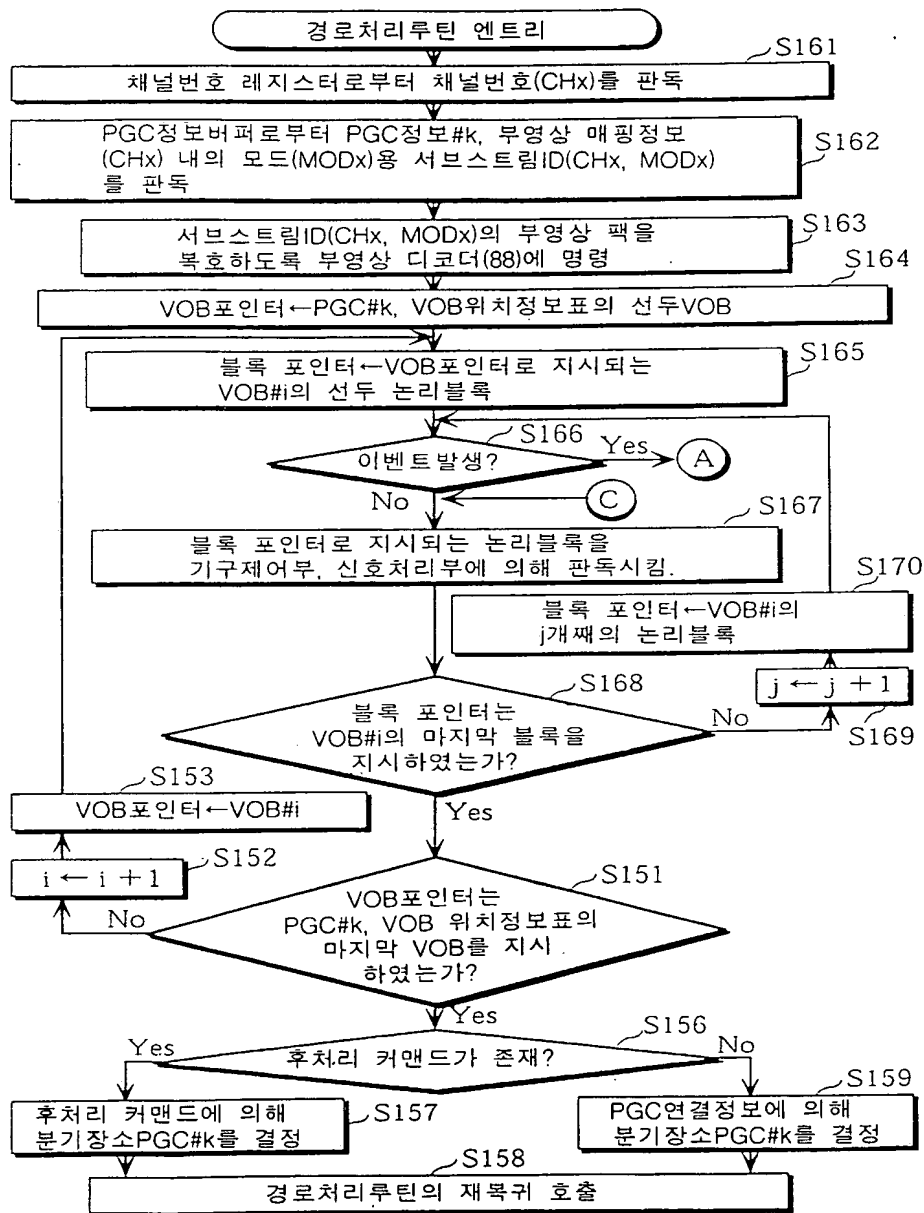 경로처리루틴 엔트리
S161
채널번호 레지스터로부터 채널번호(CHx)를 판독
PGC정보버퍼로부터 PGC정보#k, 부영상 매핑정보
(CHx) 내의 모드(MODx)용 서브스트림ID(CHx, MODx)
를 판독
S162
서브스트림ID(CHx, MODx)의 부영상 팩을
복호하도록 부영상 디코더(88)에 명령
S163
S164
VOB포인터←PGC#k, VOB위치정보표의 선두VOB
블록 포인터←VOB포인터로 지시되는
VOB#i의 선두 논리블록
S165
S166
이벤트발생?
Yes
A
No
C
S167
블록 포인터로 지시되는 논리블록을
기구제어부, 신호처리부에 의해 판독시킴.
S170
블록 포인터←VOB#i의
j개째의 논리블록
S168
j ← j + 1
S169
블록 포인터는
VOB#i의 마지막 블록을
지시하였는가?
No
Yes
S153
VOB포인터←VOB#i
S152
i ← i + 1
S151
VOB포인터는
PGC#k, VOB 위치정보표의
마지막 VOB를 지시
하였는가?
No
Yes
S156
후처리 커맨드가 존재?
Yes
No
S157
후처리 커맨드에 의해
분기장소PGC#k를 결정
S159
PGC연결정보에 의해
분기장소PGC#k를 결정
S158
경로처리루틴의 재복귀 호출